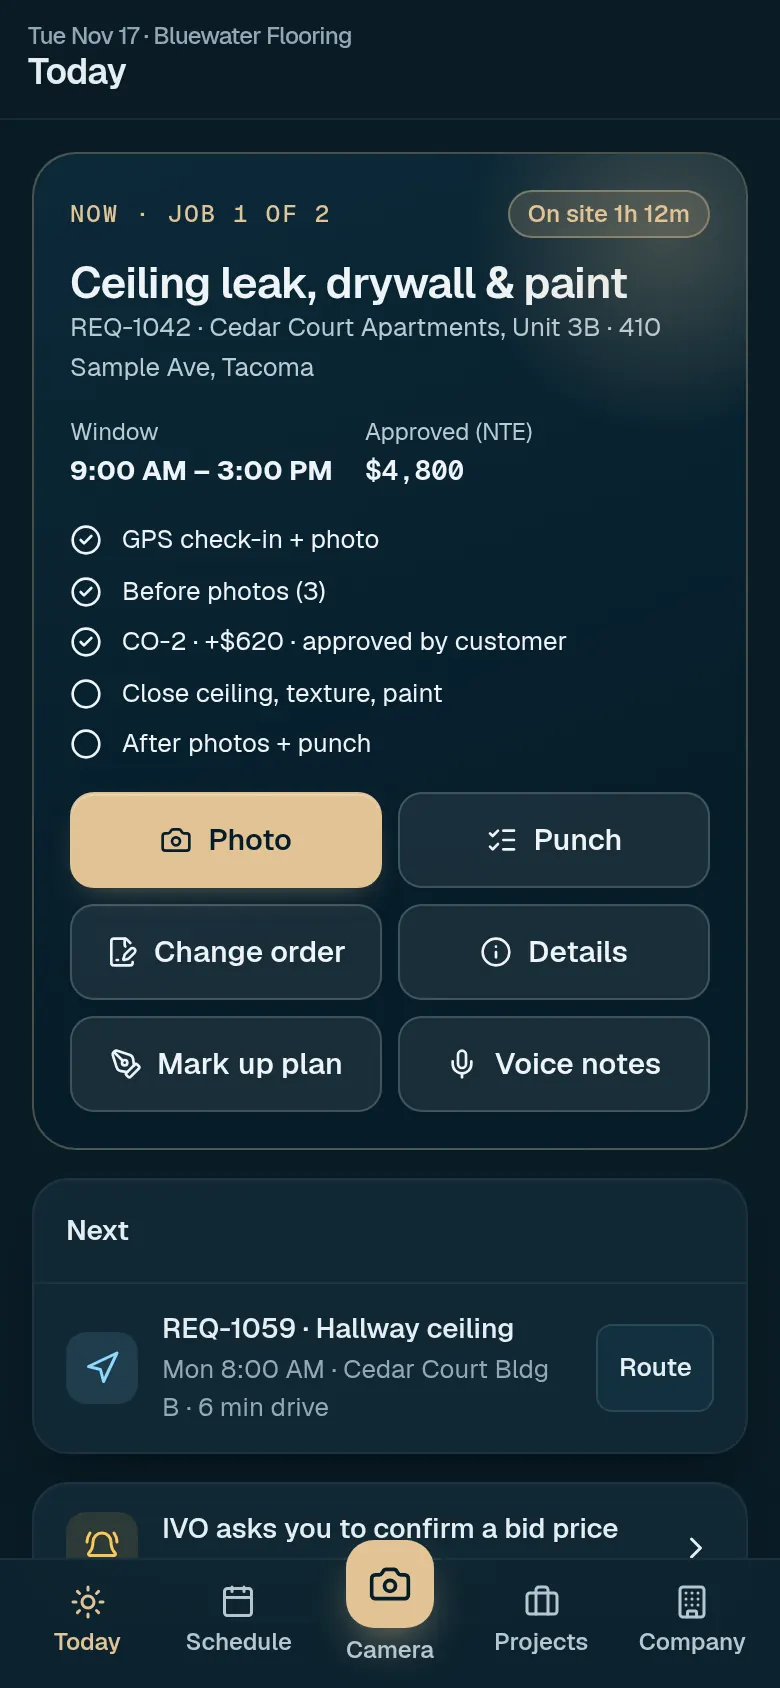 Tue Nov 17 · Bluewater Flooring
Today
NOW · JOB 1 OF 2
On site 1h 12m
Ceiling leak, drywall & paint
REQ-1042 · Cedar Court Apartments, Unit 3B · 410
Sample Ave, Tacoma
Window
Approved (NTE)
9:00 AM – 3:00 PM
$4,800
GPS check-in + photo
Before photos (3)
CO-2 · +$620 · approved by customer
Close ceiling, texture, paint
After photos + punch
Photo
Punch
Change order
Details
Mark up plan
Voice notes
Next
REQ-1059 · Hallway ceiling
Mon 8:00 AM · Cedar Court Bldg
B · 6 min drive
Route
IVO asks you to confirm a bid price
Today
Schedule
Camera
Projects
Company